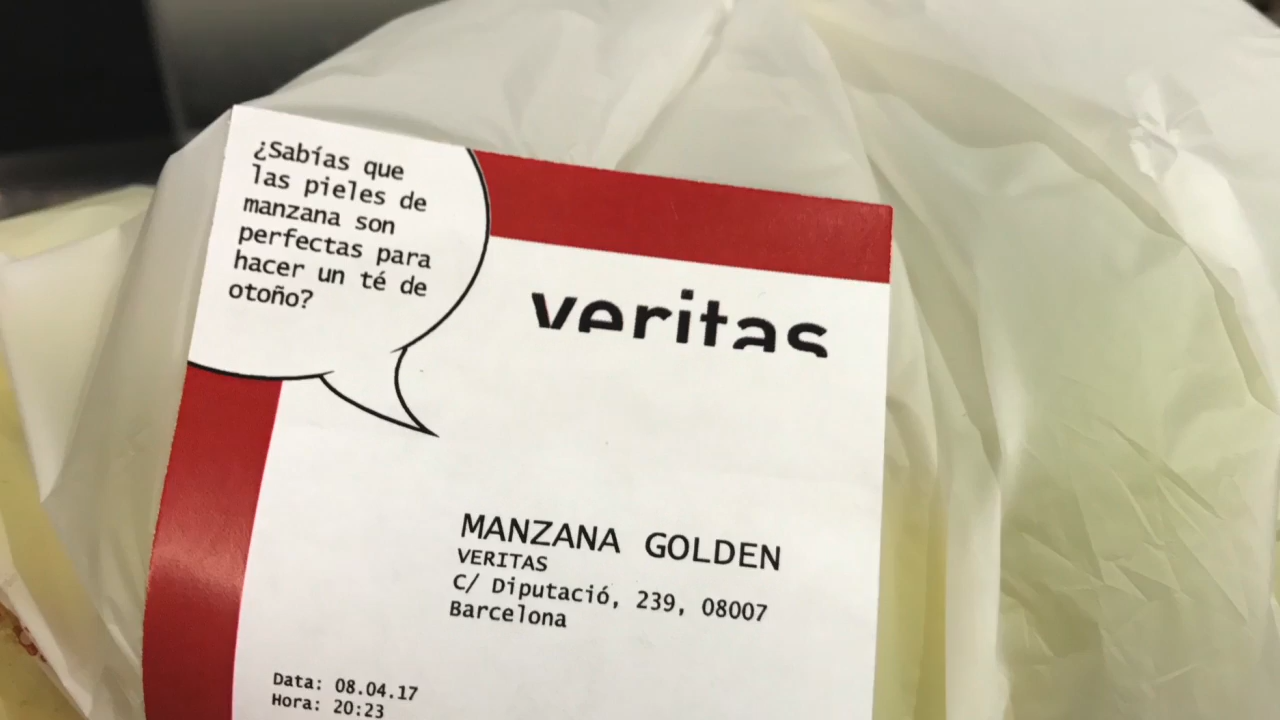 ¿Sabías que
las pieles de
manzana son
perfectas para
hacer un té de
otoño?
veritas
MANZANA GOLDEN
VERITAS
C/ Diputació, 239, 08007
Barcelona
Data: 08.04.17
Hora: 20:23